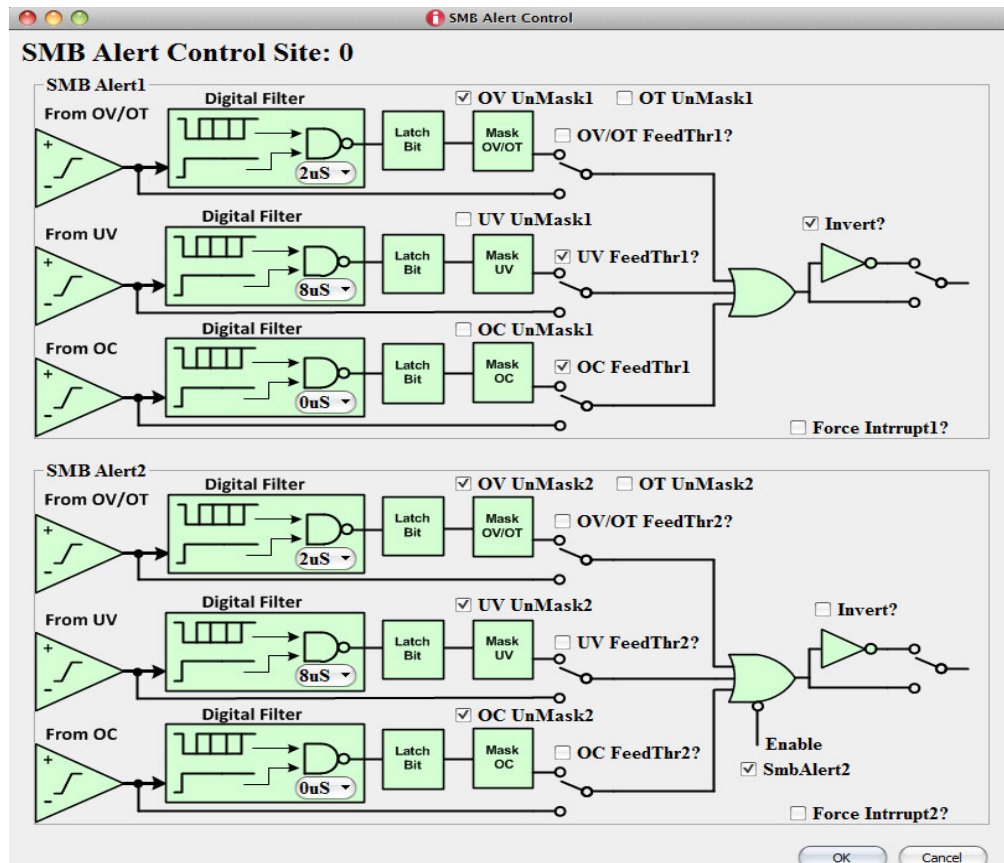 SMB Alert Control
SMB Alert Control Site: 0
SMB Alert1
From OV/OT
Digital Filter
2uS
Latch Bit
Mask OV/OT
OV UnMask1
OT UnMask1
OV/OT FeedThr1?
From UV
Digital Filter
8uS
Latch Bit
Mask UV
UV UnMask1
UV FeedThr1?
From OC
Digital Filter
0uS
Latch Bit
Mask OC
OC UnMask1
OC FeedThr1
Invert?
Force Intrrupt1?
SMB Alert2
From OV/OT
Digital Filter
2uS
Latch Bit
Mask OV/OT
OV UnMask2
OT UnMask2
OV/OT FeedThr2?
From UV
Digital Filter
8uS
Latch Bit
Mask UV
UV UnMask2
UV FeedThr2?
From OC
Digital Filter
0uS
Latch Bit
Mask OC
OC UnMask2
OC FeedThr2?
Invert?
Enable
SmbAlert2
Force Intrrupt2?
OK
Cancel